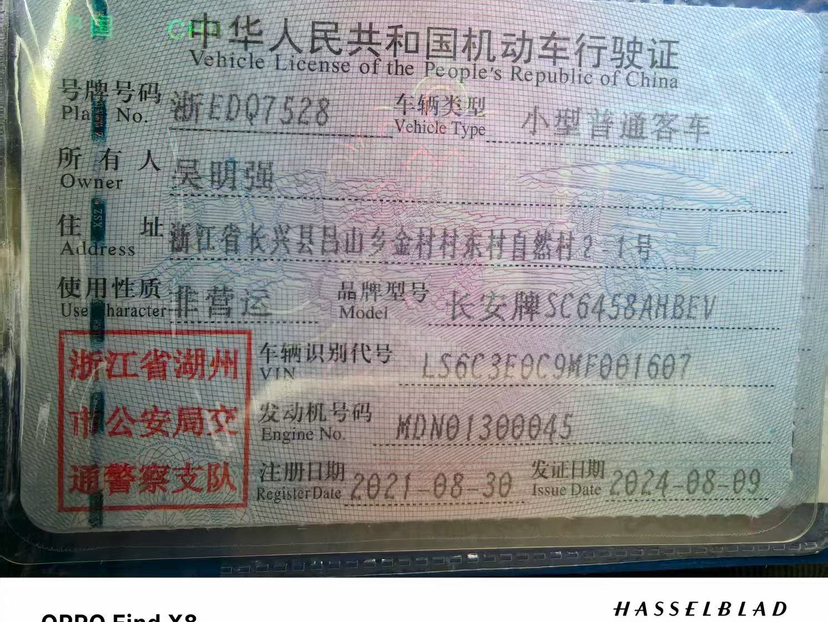 中国 CH
中华人民共和国机动车行驶证
Vehicle License of the People's Republic of China
号牌号码 浙EDQ7528 车辆类型 小型普通客车
Plate No. Vehicle Type
所有人 吴明强
Owner
住址 浙江省长兴县吕山乡金村村东村自然村2-1号
Address
使用性质 非营运 品牌型号 长安牌SC6458AHBEV
Use Character Model
浙江省湖州
市公安局交
通警察支队
车辆识别代号 LS6C3E0C9MF001607
VIN
发动机号码 MDN01300045
Engine No.
注册日期 2021-08-30 发证日期 2024-08-09
Register Date Issue Date
OPPO Find X8
HASSELBLAD